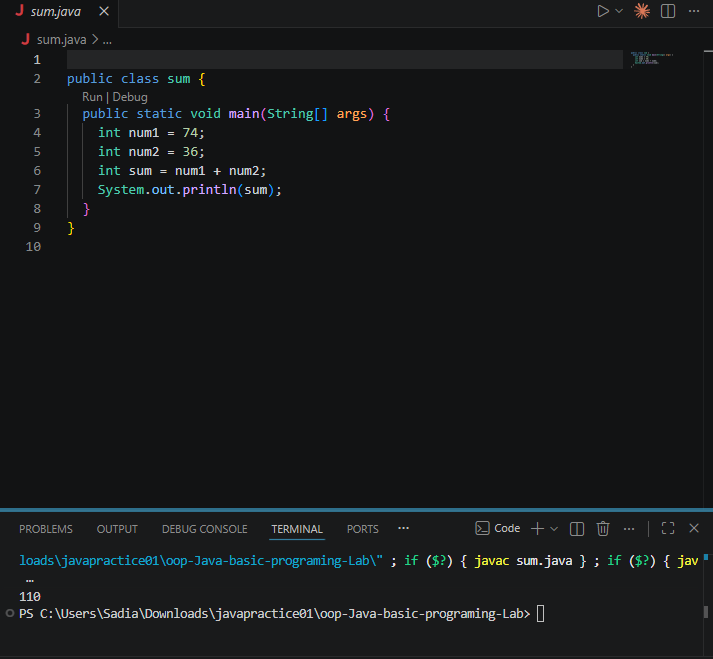 J sum.java ×
J sum.java > ...
1
2 public class sum {
Run | Debug
3 public static void main(String[] args) {
4 int num1 = 74;
5 int num2 = 36;
6 int sum = num1 + num2;
7 System.out.println(sum);
8 }
9 }
10
PROBLEMS OUTPUT DEBUG CONSOLE TERMINAL PORTS ... Code
loads\javapractice01\oop-Java-basic-programing-Lab\" ; if ($?) { javac sum.java } ; if ($?) { jav
…
110
PS C:\Users\Sadia\Downloads\javapractice01\oop-Java-basic-programing-Lab>